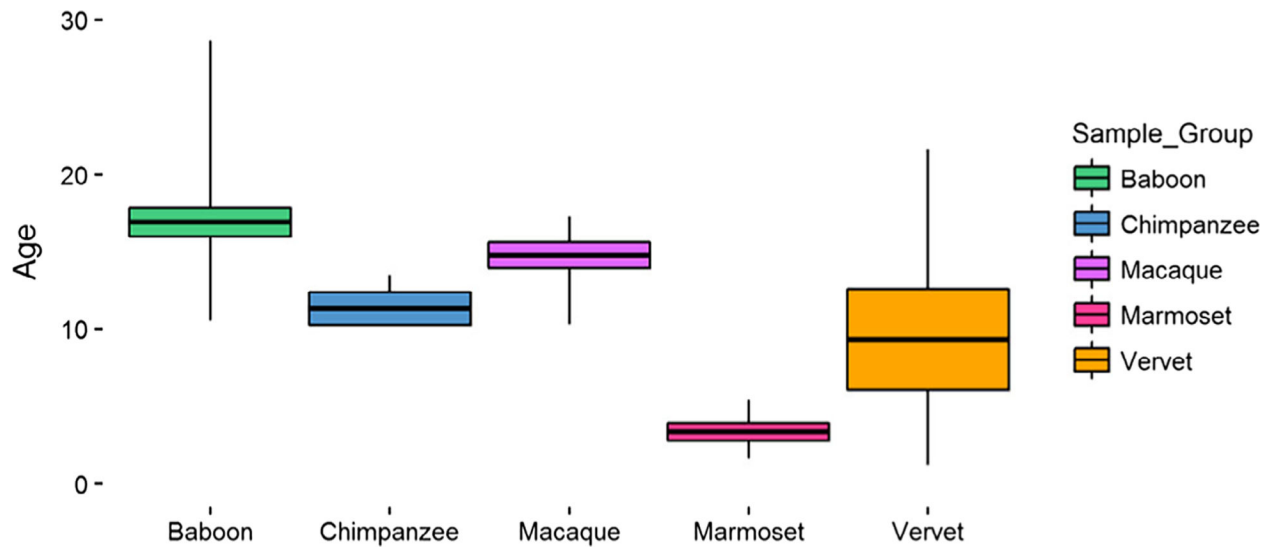 30
20
10
0
Age
Baboon
Chimpanzee
Macaque
Marmoset
Vervet
Sample_Group
Baboon
Chimpanzee
Macaque
Marmoset
Vervet